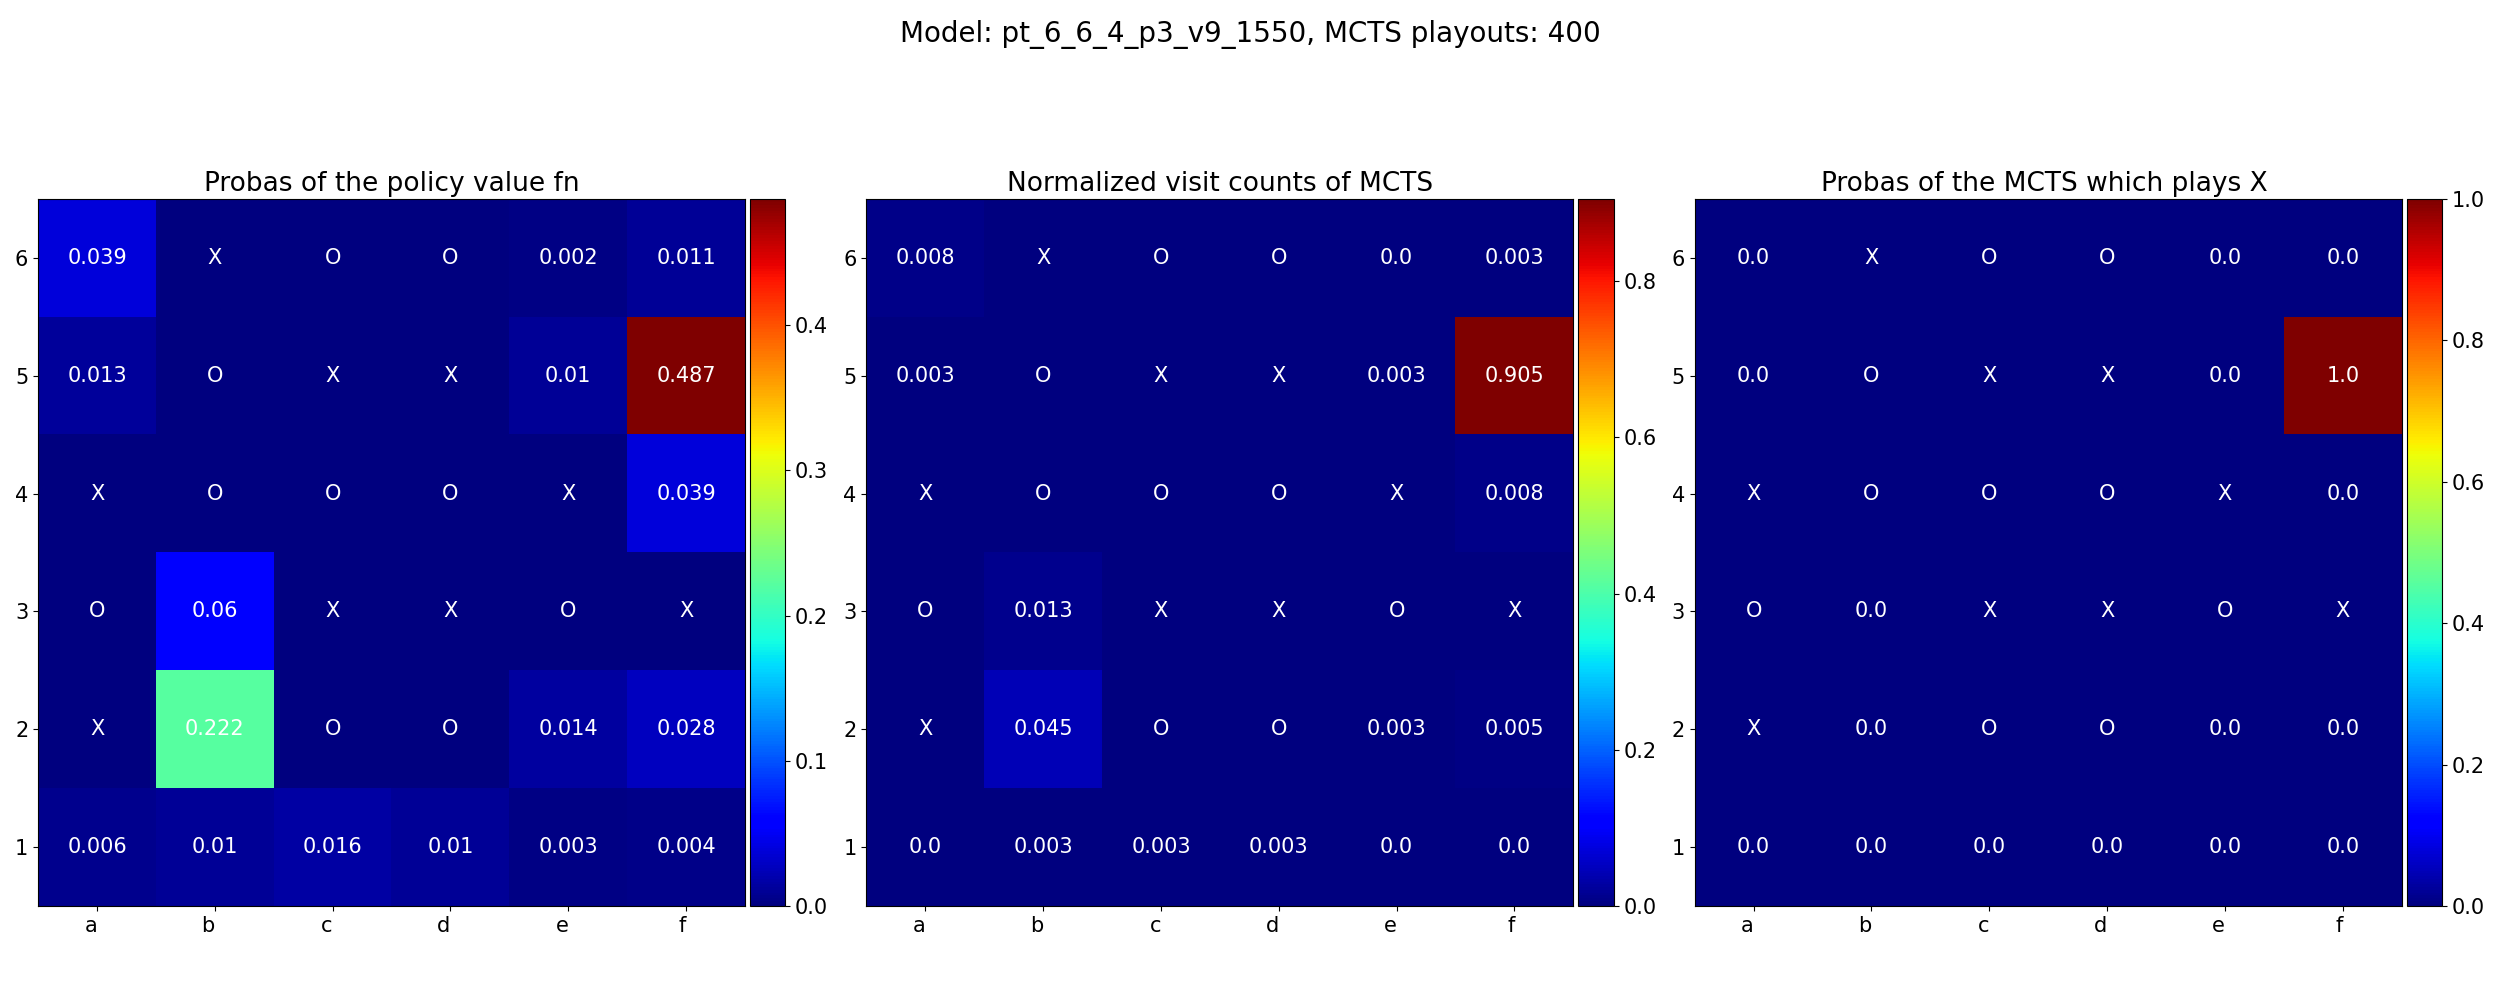 Model: pt_6_6_4_p3_v9_1550, MCTS playouts: 400
Probas of the policy value fn
6 0.039 X O O 0.002 0.011
5 0.013 O X X 0.01 0.487
4 X O O O X 0.039
3 O 0.06 X X O X
2 X 0.222 O O 0.014 0.028
1 0.006 0.01 0.016 0.01 0.003 0.004
a b c d e f
0.4
0.3
0.2
0.1
0.0
Normalized visit counts of MCTS
6 0.008 X O O 0.0 0.003
5 0.003 O X X 0.003 0.905
4 X O O O X 0.008
3 O 0.013 X X O X
2 X 0.045 O O 0.003 0.005
1 0.0 0.003 0.003 0.003 0.0 0.0
a b c d e f
0.8
0.6
0.4
0.2
0.0
Probas of the MCTS which plays X
6 0.0 X O O 0.0 0.0
5 0.0 O X X 0.0 1.0
4 X O O O X 0.0
3 O 0.0 X X O X
2 X 0.0 O O 0.0 0.0
1 0.0 0.0 0.0 0.0 0.0 0.0
a b c d e f
1.0
0.8
0.6
0.4
0.2
0.0